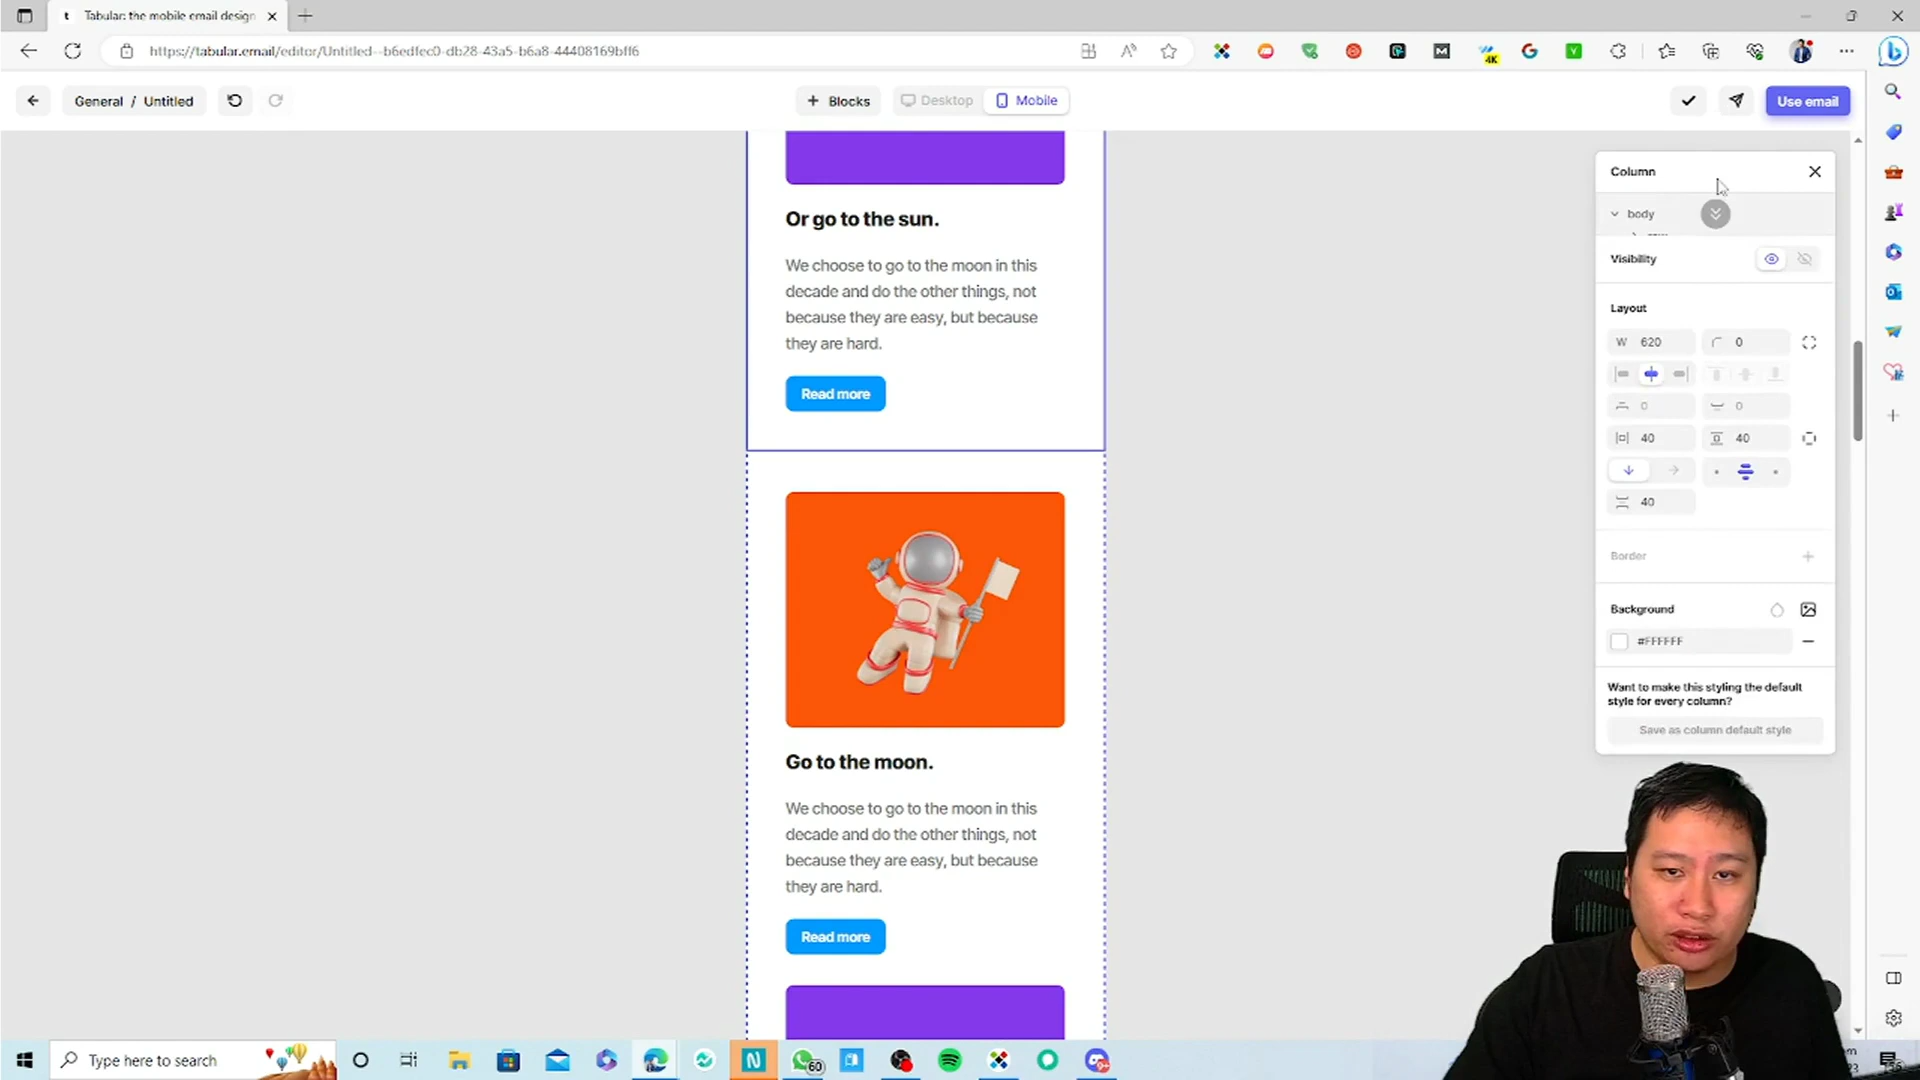 Tabular: the mobile email design
https://tabular.email/editor/Untitled--b6edfec0-db28-43a5-b6a8-44408169bff6
4K
General / Untitled
Blocks
Desktop
Mobile
Use email
Or go to the sun.
We choose to go to the moon in this
decade and do the other things, not
because they are easy, but because
they are hard.
Read more
Go to the moon.
We choose to go to the moon in this
decade and do the other things, not
because they are easy, but because
they are hard.
Read more
Column
body
Visibility
Layout
W 620
0
0
0
40
40
40
Border
Background
#FFFFFF
Want to make this styling the default
style for every column?
Save as column default style
Type here to search
60